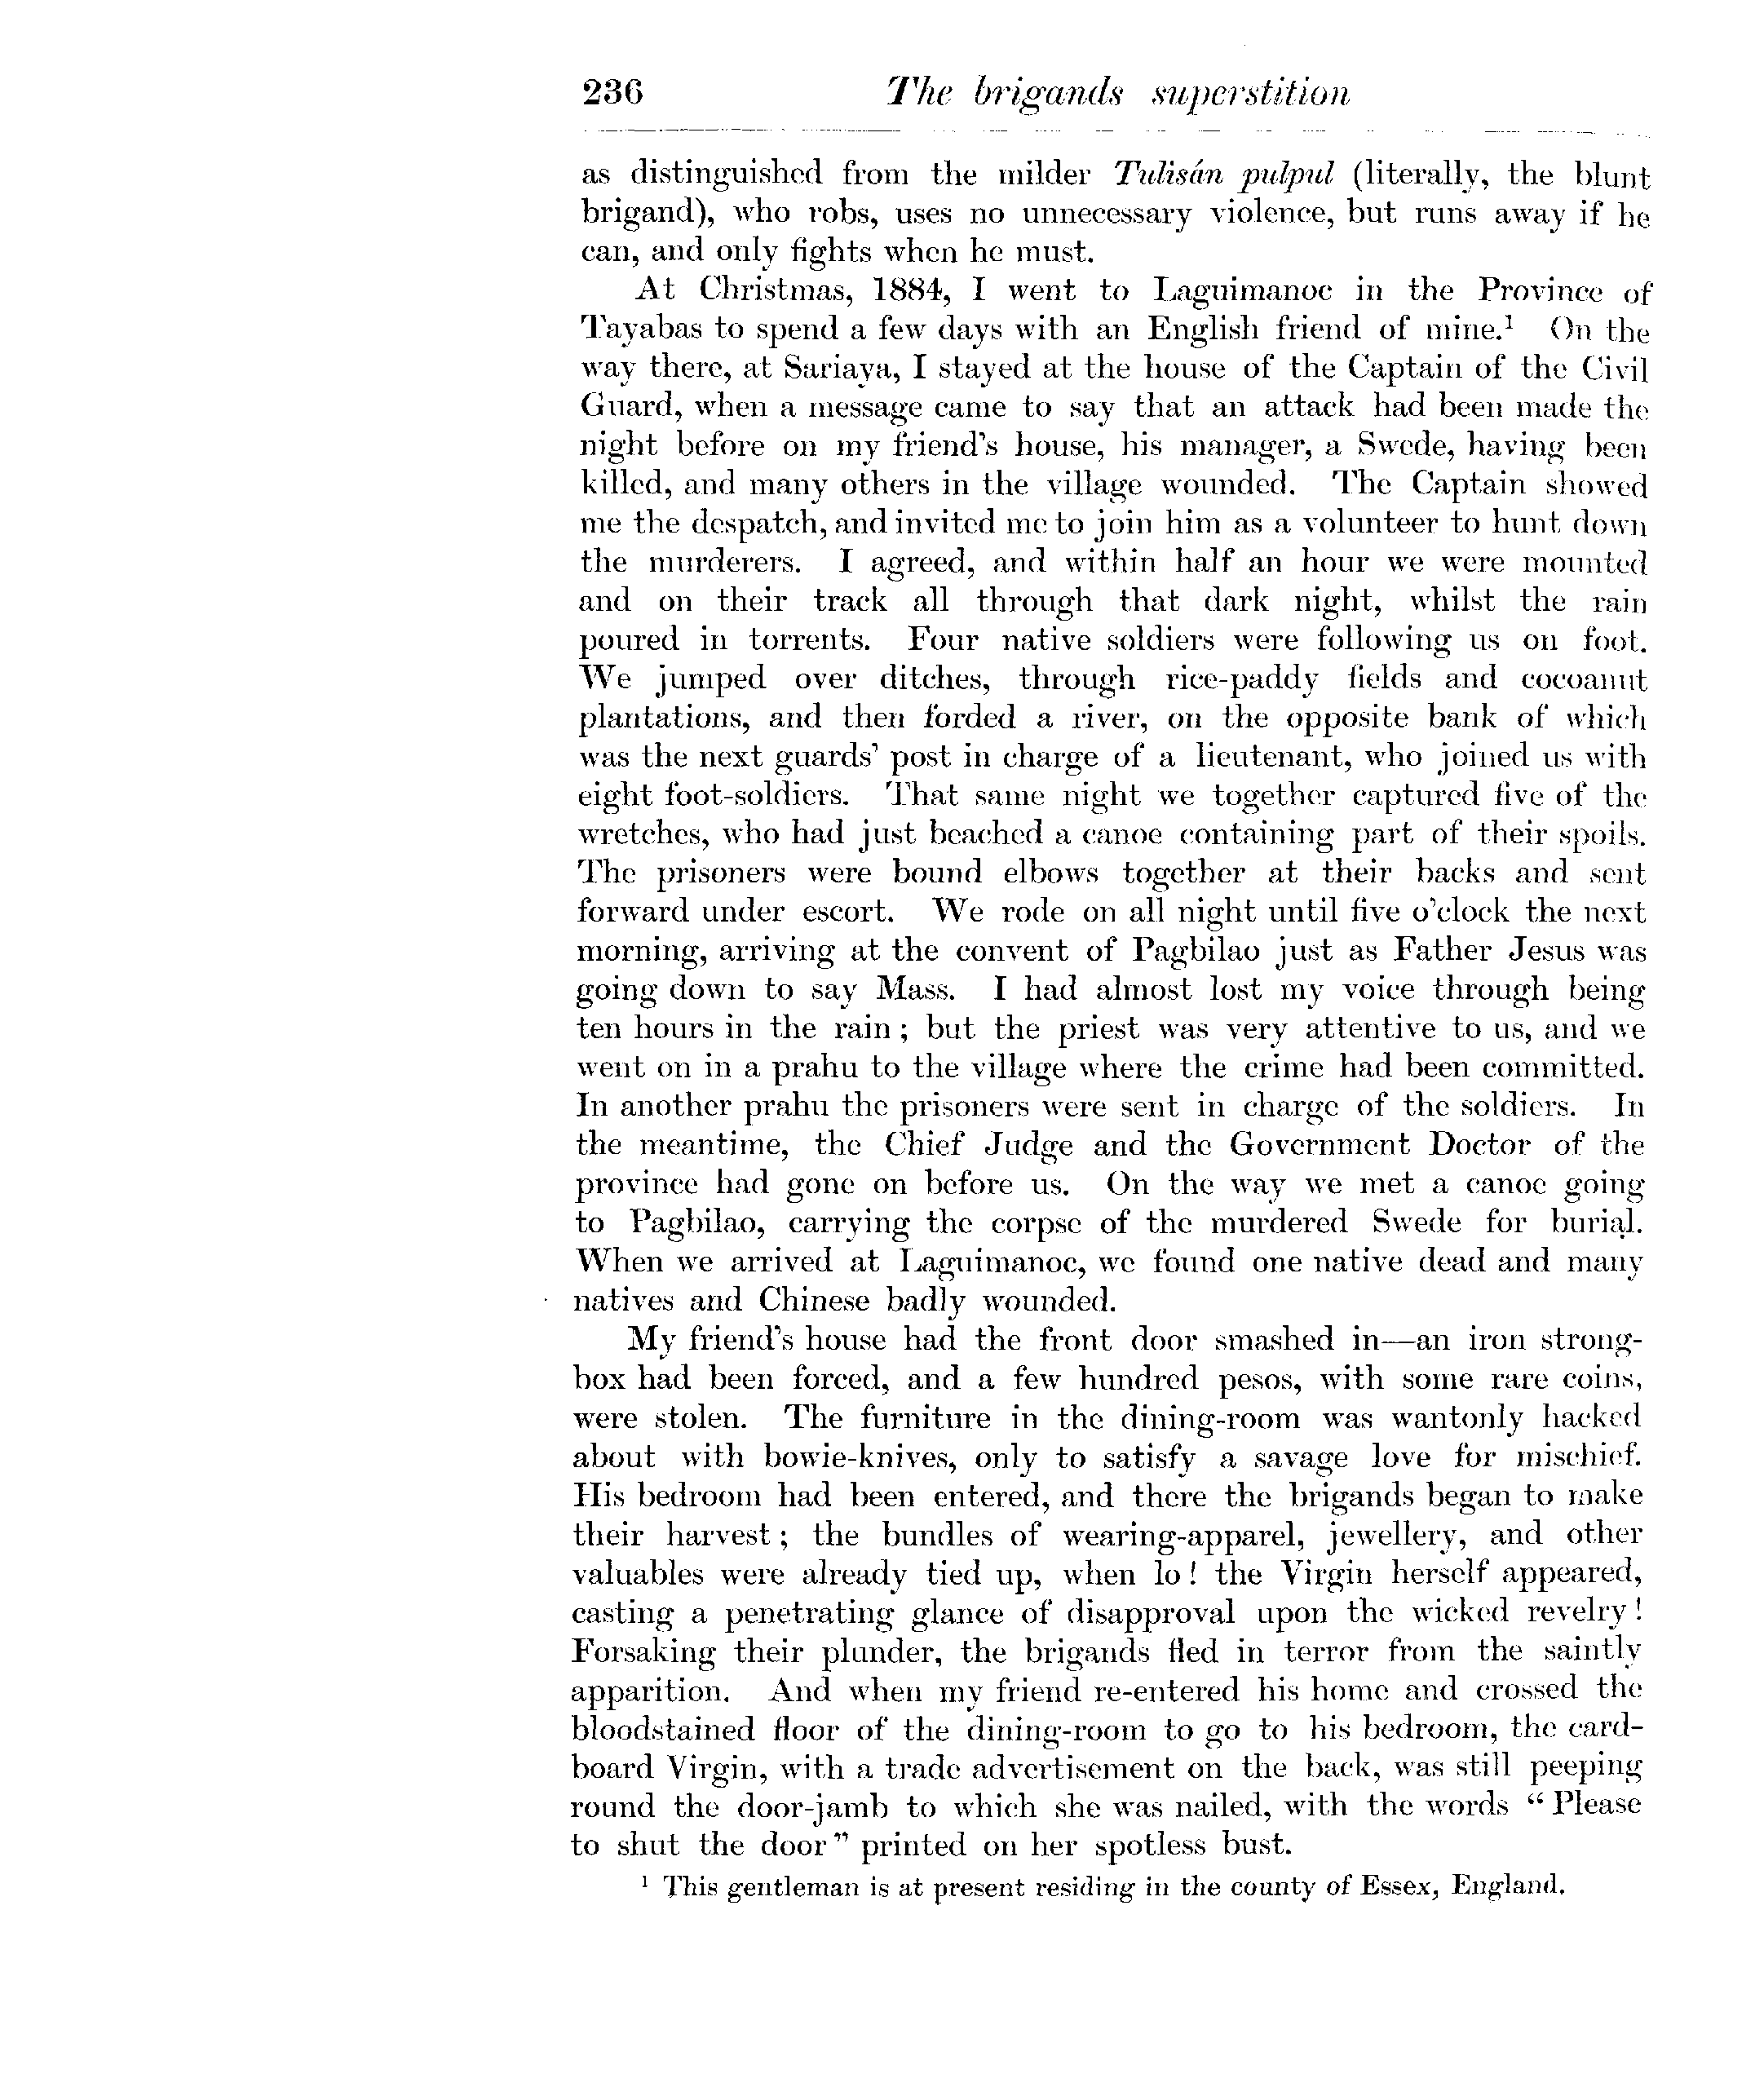 236 The brigands superstition
as distinguished from the milder Tulisán pulpul (literally, the blunt
brigand), who robs, uses no unnecessary violence, but runs away if he
can, and only fights when he must.
At Christmas, 1884, I went to Laguimanoc in the Province of
Tayabas to spend a few days with an English friend of mine.¹ On the
way there, at Sariaya, I stayed at the house of the Captain of the Civil
Guard, when a message came to say that an attack had been made the
night before on my friend's house, his manager, a Swede, having been
killed, and many others in the village wounded. The Captain showed
me the despatch, and invited me to join him as a volunteer to hunt down
the murderers. I agreed, and within half an hour we were mounted
and on their track all through that dark night, whilst the rain
poured in torrents. Four native soldiers were following us on foot.
We jumped over ditches, through rice-paddy fields and cocoanut
plantations, and then forded a river, on the opposite bank of which
was the next guards' post in charge of a lieutenant, who joined us with
eight foot-soldiers. That same night we together captured five of the
wretches, who had just beached a canoe containing part of their spoils.
The prisoners were bound elbows together at their backs and sent
forward under escort. We rode on all night until five o'clock the next
morning, arriving at the convent of Pagbilao just as Father Jesus was
going down to say Mass. I had almost lost my voice through being
ten hours in the rain ; but the priest was very attentive to us, and we
went on in a prahu to the village where the crime had been committed.
In another prahu the prisoners were sent in charge of the soldiers. In
the meantime, the Chief Judge and the Government Doctor of the
province had gone on before us. On the way we met a canoe going
to Pagbilao, carrying the corpse of the murdered Swede for burial.
When we arrived at Laguimanoc, we found one native dead and many
natives and Chinese badly wounded.
My friend's house had the front door smashed in—an iron strong-
box had been forced, and a few hundred pesos, with some rare coins,
were stolen. The furniture in the dining-room was wantonly hacked
about with bowie-knives, only to satisfy a savage love for mischief.
His bedroom had been entered, and there the brigands began to make
their harvest ; the bundles of wearing-apparel, jewellery, and other
valuables were already tied up, when lo ! the Virgin herself appeared,
casting a penetrating glance of disapproval upon the wicked revelry !
Forsaking their plunder, the brigands fled in terror from the saintly
apparition. And when my friend re-entered his home and crossed the
bloodstained floor of the dining-room to go to his bedroom, the card-
board Virgin, with a trade advertisement on the back, was still peeping
round the door-jamb to which she was nailed, with the words " Please
to shut the door " printed on her spotless bust.
¹ This gentleman is at present residing in the county of Essex, England.